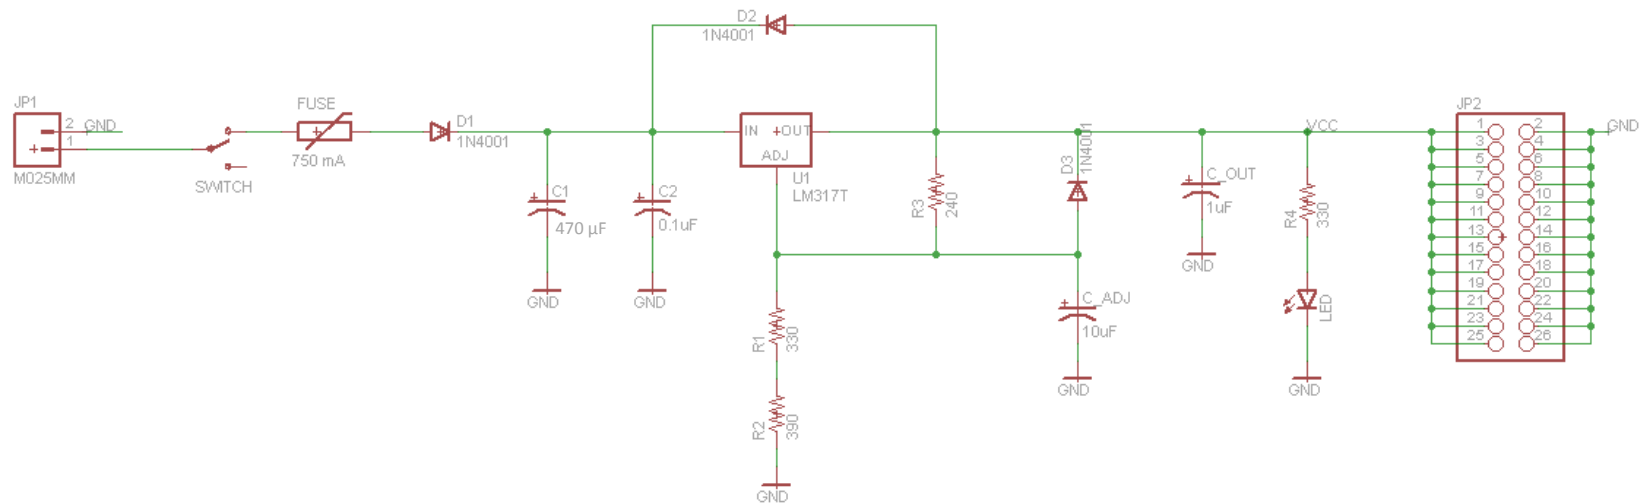 D2
1N4001
JP1
2 GND
1
M025MM
SWITCH
FUSE
750 mA
D1
1N4001
C1
470 µF
GND
C2
0.1uF
GND
IN
OUT
ADJ
U1
LM317T
R3
240
D3
1N4001
R1
330
R2
390
GND
C_ADJ
10uF
GND
C_OUT
1uF
GND
VCC
R4
330
LED
GND
JP2
GND
1 2
3 4
5 6
7 8
9 10
11 12
13 14
15 16
17 18
19 20
21 22
23 24
25 26